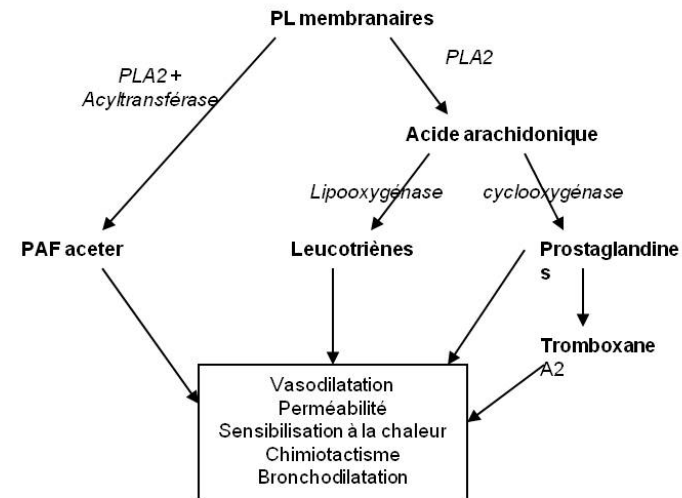 PL membranaires
PLA2 +
Acyltransférase
PLA2
Acide arachidonique
Lipooxygénase
cyclooxygénase
PAF aceter
Leucotriènes
Prostaglandine
s
Tromboxane
A2
Vasodilatation
Perméabilité
Sensibilisation à la chaleur
Chimiotactisme
Bronchodilatation